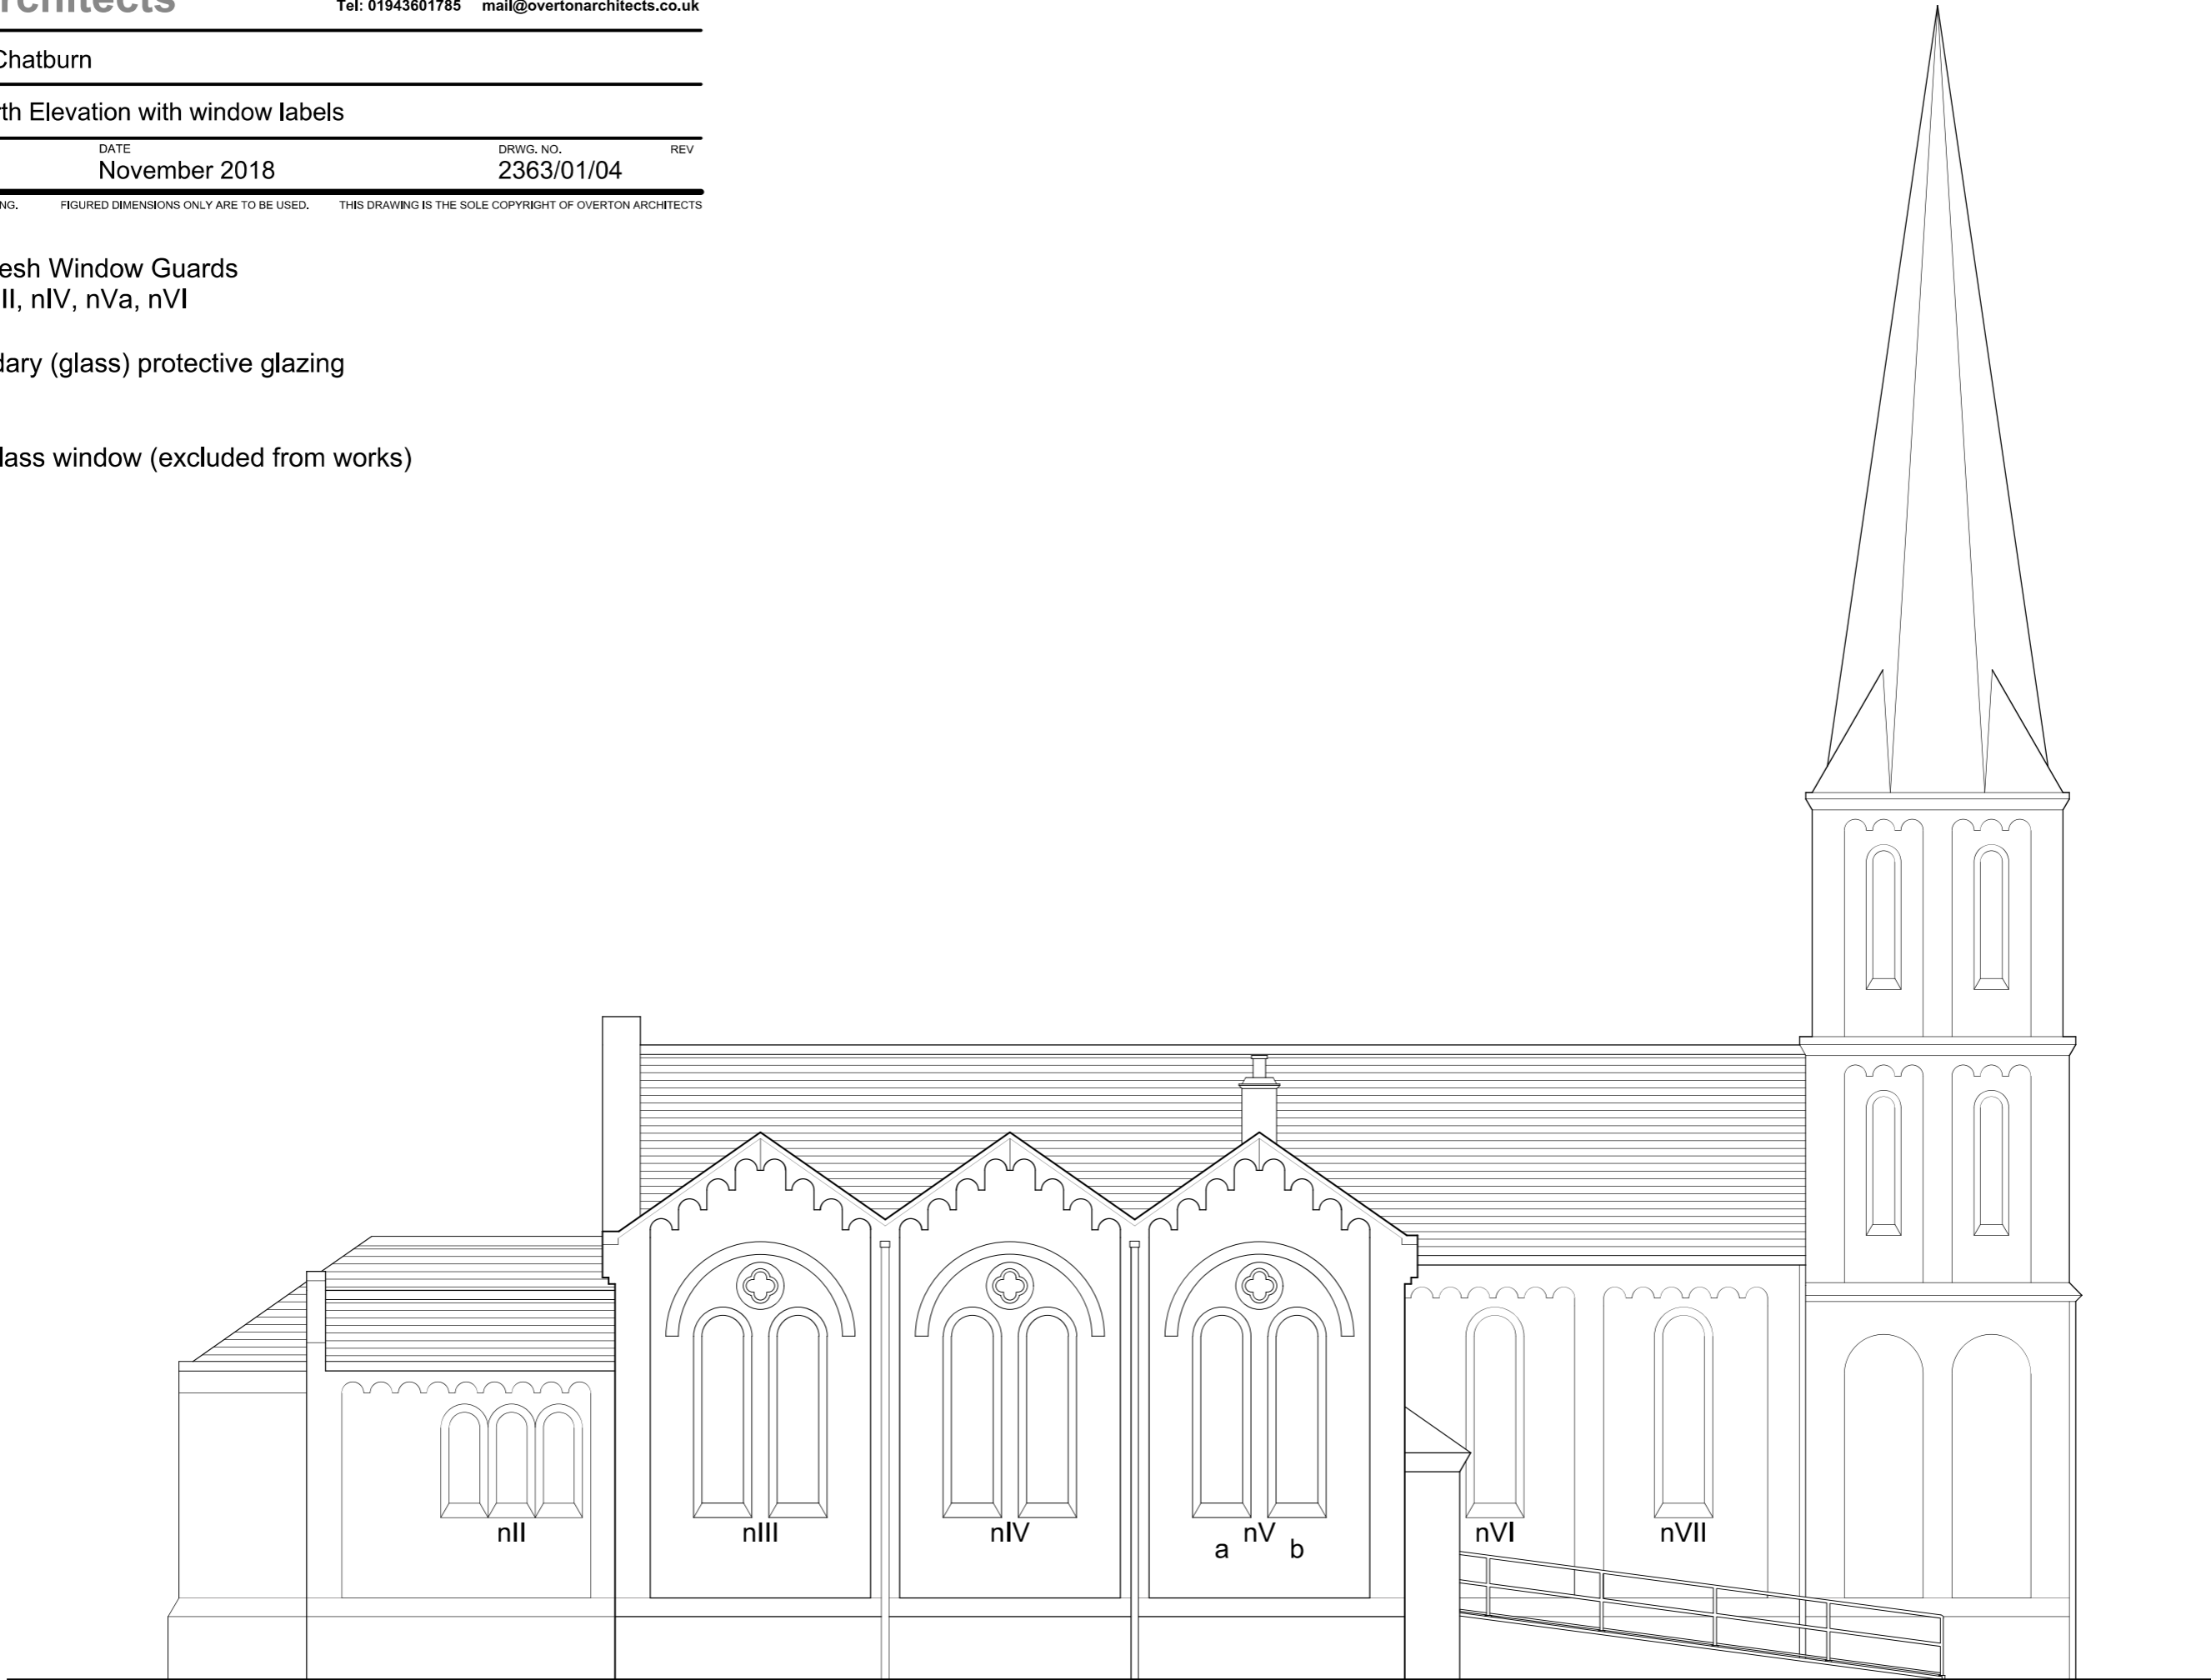 rchitects
Tel: 01943601785 mail@overtonarchitects.co.uk
Chatburn
th Elevation with window labels
DATE DRWG. NO. REV
November 2018 2363/01/04
NG. FIGURED DIMENSIONS ONLY ARE TO BE USED. THIS DRAWING IS THE SOLE COPYRIGHT OF OVERTON ARCHITECTS
esh Window Guards
II, nIV, nVa, nVI
dary (glass) protective glazing
lass window (excluded from works)
nII nIII nIV nV nVI nVII
a b